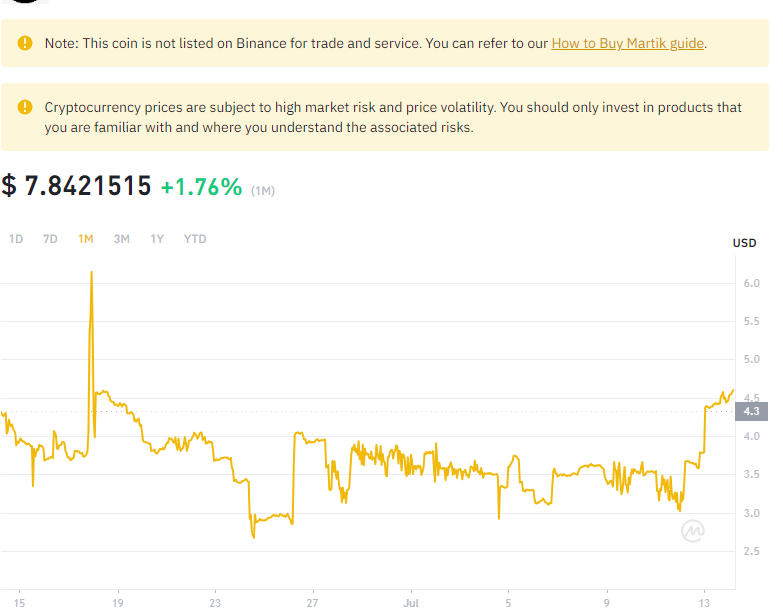 Note: This coin is not listed on Binance for trade and service. You can refer to our How to Buy Martik guide.
Cryptocurrency prices are subject to high market risk and price volatility. You should only invest in products that
you are familiar with and where you understand the associated risks.
$ 7.8421515 +1.76% (1M)
1D 7D 1M 3M 1Y YTD
USD
6.0
5.5
5.0
4.5
4.3
4.0
3.5
3.0
2.5
15 19 23 27 Jul 5 9 13